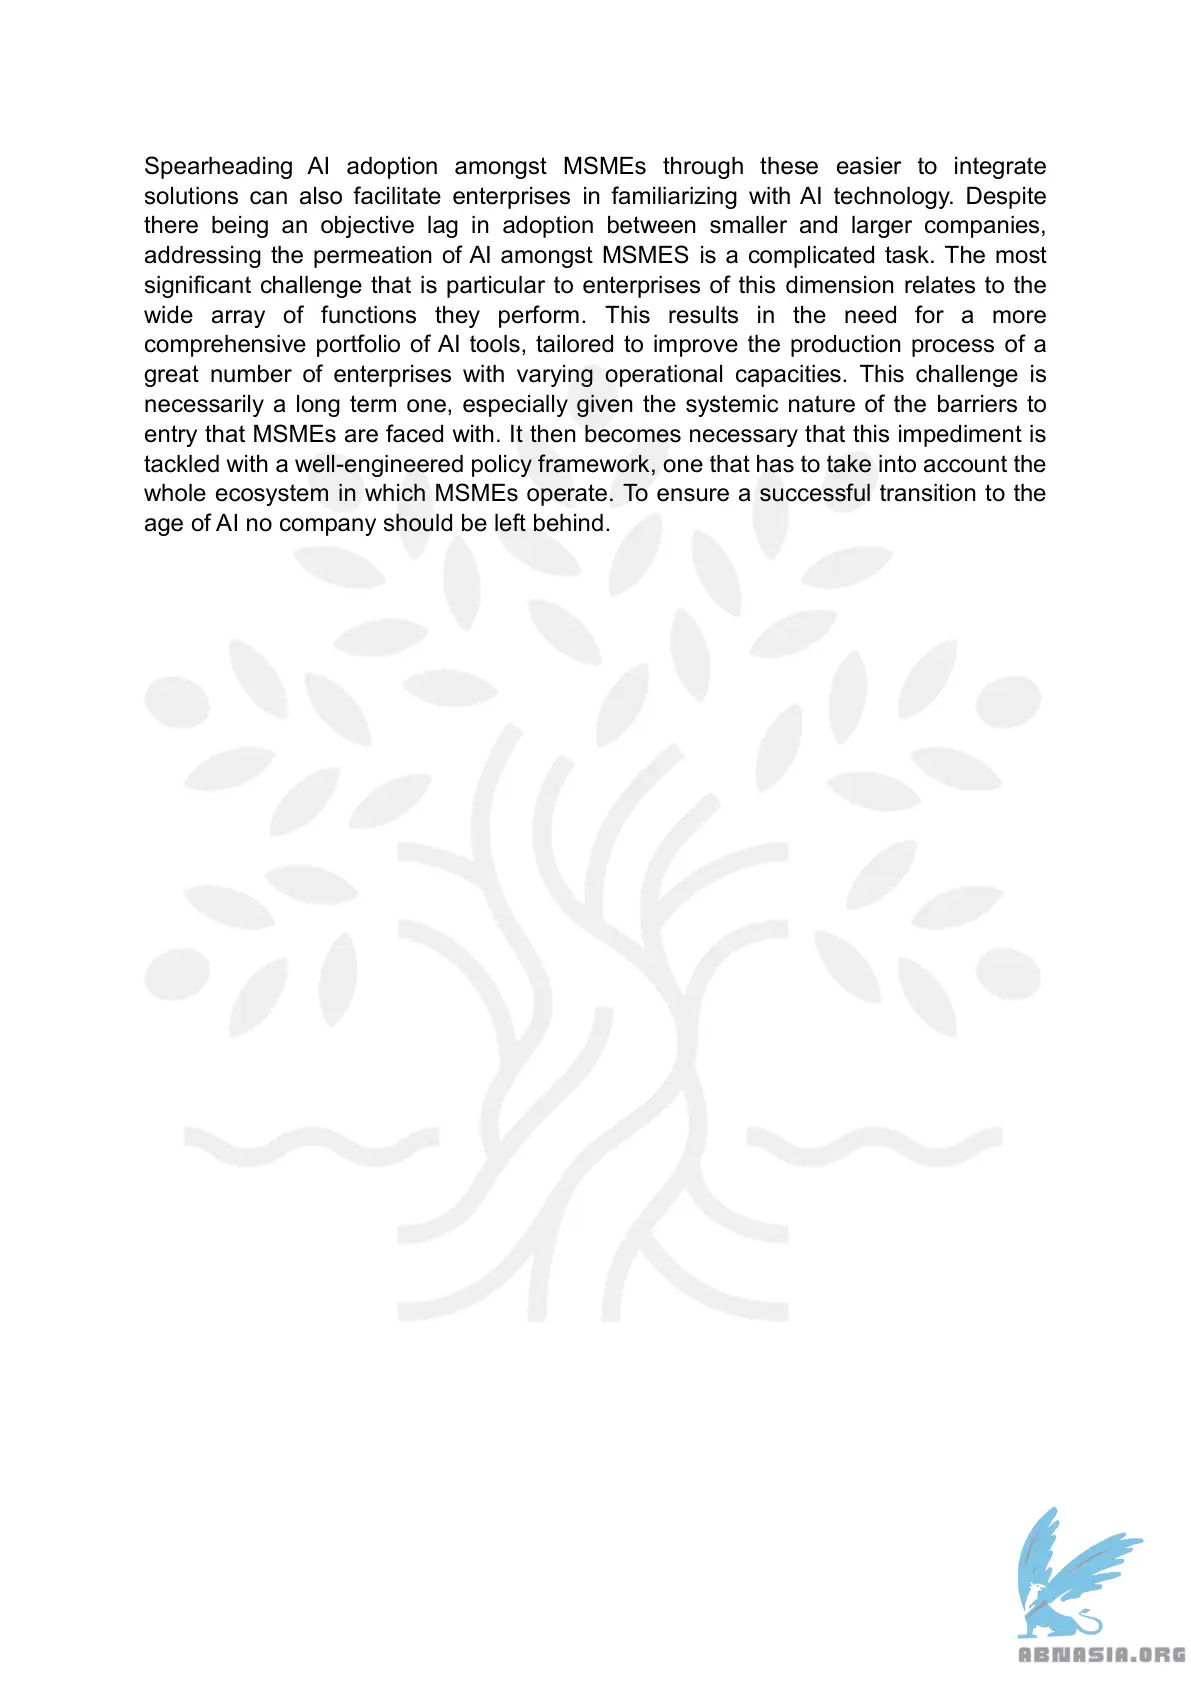 Spearheading AI adoption amongst MSMEs through these easier to integrate
solutions can also facilitate enterprises in familiarizing with AI technology. Despite
there being an objective lag in adoption between smaller and larger companies,
addressing the permeation of AI amongst MSMES is a complicated task. The most
significant challenge that is particular to enterprises of this dimension relates to the
wide array of functions they perform. This results in the need for a more
comprehensive portfolio of AI tools, tailored to improve the production process of a
great number of enterprises with varying operational capacities. This challenge is
necessarily a long term one, especially given the systemic nature of the barriers to
entry that MSMEs are faced with. It then becomes necessary that this impediment is
tackled with a well-engineered policy framework, one that has to take into account the
whole ecosystem in which MSMEs operate. To ensure a successful transition to the
age of AI no company should be left behind.
ABNASIA.ORG